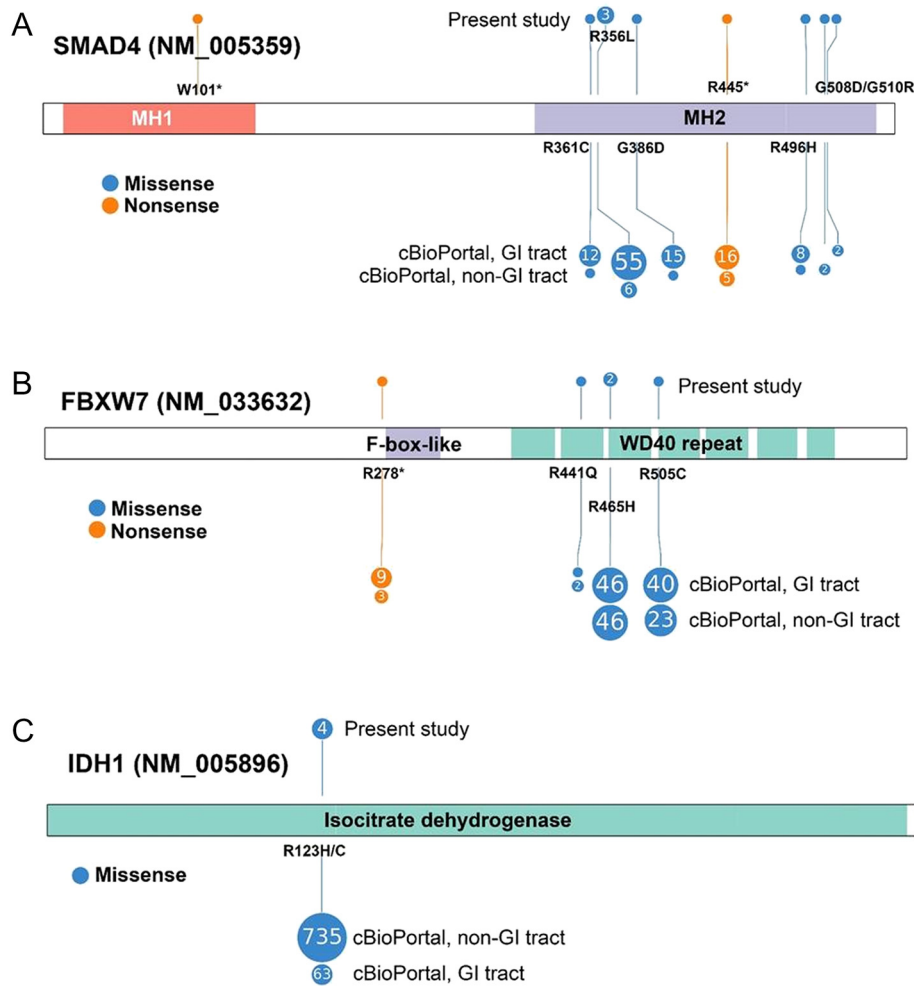 A
Present study
3
R356L
SMAD4 (NM_005359)
W101*
R445*
G508D/G510R
MH1
MH2
R361C
G386D
R496H
Missense
Nonsense
cBioPortal, GI tract
12
55
15
16
8
2
cBioPortal, non-GI tract
6
5
2
B
2
Present study
FBXW7 (NM_033632)
F-box-like
WD40 repeat
R278*
R441Q
R505C
R465H
Missense
Nonsense
9
46
40
cBioPortal, GI tract
3
2
46
23
cBioPortal, non-GI tract
C
4
Present study
IDH1 (NM_005896)
Isocitrate dehydrogenase
R123H/C
Missense
735
cBioPortal, non-GI tract
63
cBioPortal, GI tract